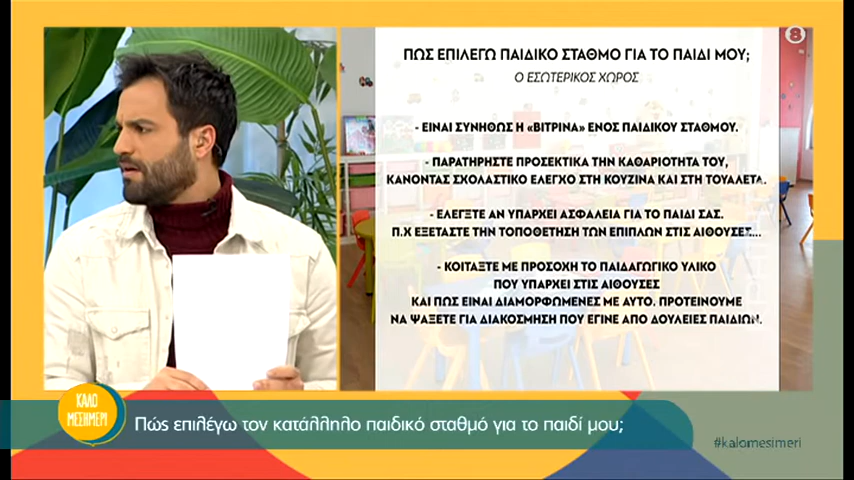 8
ΠΩΣ ΕΠΙΛΕΓΩ ΠΑΙΔΙΚΟ ΣΤΑΘΜΟ ΓΙΑ ΤΟ ΠΑΙΔΙ ΜΟΥ;
Ο ΕΣΩΤΕΡΙΚΟΣ ΧΩΡΟΣ
- ΕΙΝΑΙ ΣΥΝΗΘΩΣ Η «ΒΙΤΡΙΝΑ» ΕΝΟΣ ΠΑΙΔΙΚΟΥ ΣΤΑΘΜΟΥ.
- ΠΑΡΑΤΗΡΗΣΤΕ ΠΡΟΣΕΚΤΙΚΑ ΤΗΝ ΚΑΘΑΡΙΟΤΗΤΑ ΤΟΥ,
ΚΑΝΟΝΤΑΣ ΣΧΟΛΑΣΤΙΚΟ ΕΛΕΓΧΟ ΣΤΗ ΚΟΥΖΙΝΑ ΚΑΙ ΣΤΗ ΤΟΥΑΛΕΤΑ.
- ΕΛΕΓΞΤΕ ΑΝ ΥΠΑΡΧΕΙ ΑΣΦΑΛΕΙΑ ΓΙΑ ΤΟ ΠΑΙΔΙ ΣΑΣ.
Π.Χ ΕΞΕΤΑΣΤΕ ΤΗΝ ΤΟΠΟΘΕΤΗΣΗ ΤΩΝ ΕΠΙΠΛΩΝ ΣΤΙΣ ΑΙΘΟΥΣΕΣ...
- ΚΟΙΤΑΞΤΕ ΜΕ ΠΡΟΣΟΧΗ ΤΟ ΠΑΙΔΑΓΩΓΙΚΟ ΥΛΙΚΟ
ΠΟΥ ΥΠΑΡΧΕΙ ΣΤΙΣ ΑΙΘΟΥΣΕΣ
ΚΑΙ ΠΩΣ ΕΙΝΑΙ ΔΙΑΜΟΡΦΩΜΕΝΕΣ ΜΕ ΑΥΤΟ. ΠΡΟΤΕΙΝΟΥΜΕ
ΝΑ ΨΑΞΕΤΕ ΓΙΑ ΔΙΑΚΟΣΜΗΣΗ ΠΟΥ ΕΓΙΝΕ ΑΠΟ ΔΟΥΛΕΙΕΣ ΠΑΙΔΙΩΝ.
ΚΑΛΟ
ΜΕΣΗΜΕΡΙ
Πώς επιλέγω τον κατάλληλο παιδικό σταθμό για το παιδί μου;
#kalomesimeri